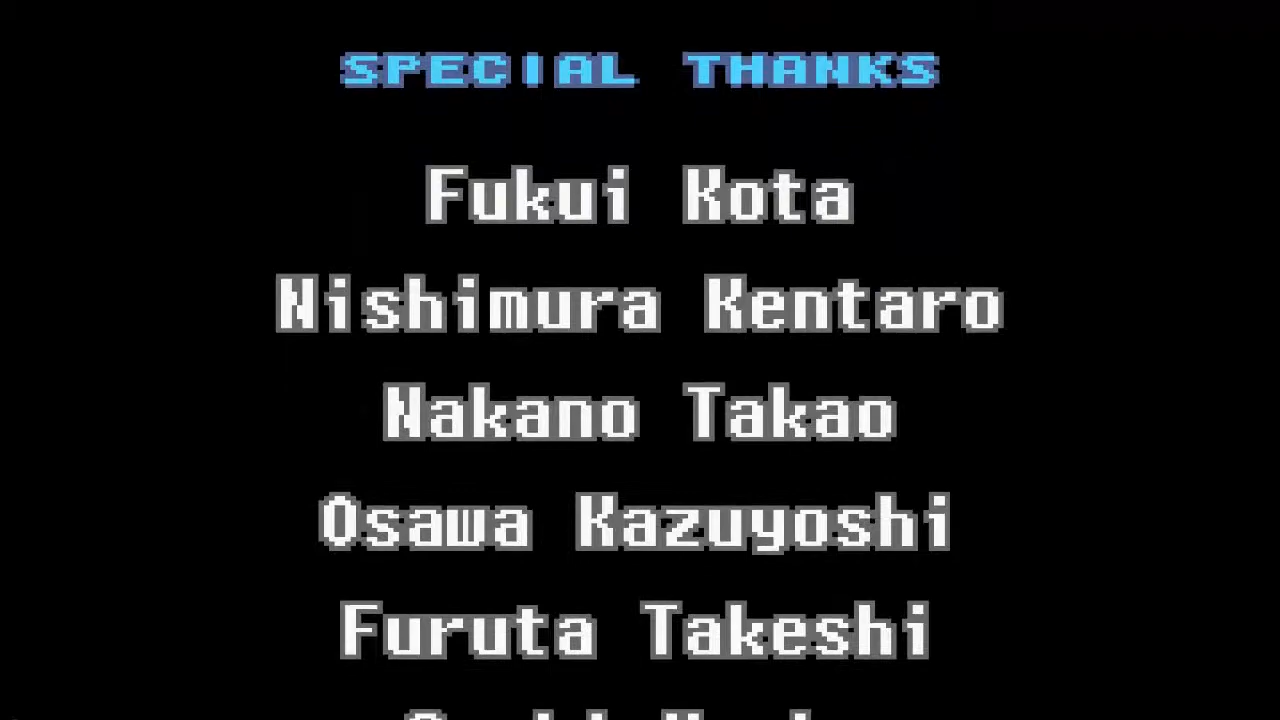 SPECIAL THANKS
Fukui Kota
Nishimura Kentaro
Nakano Takao
Osawa Kazuyoshi
Furuta Takeshi